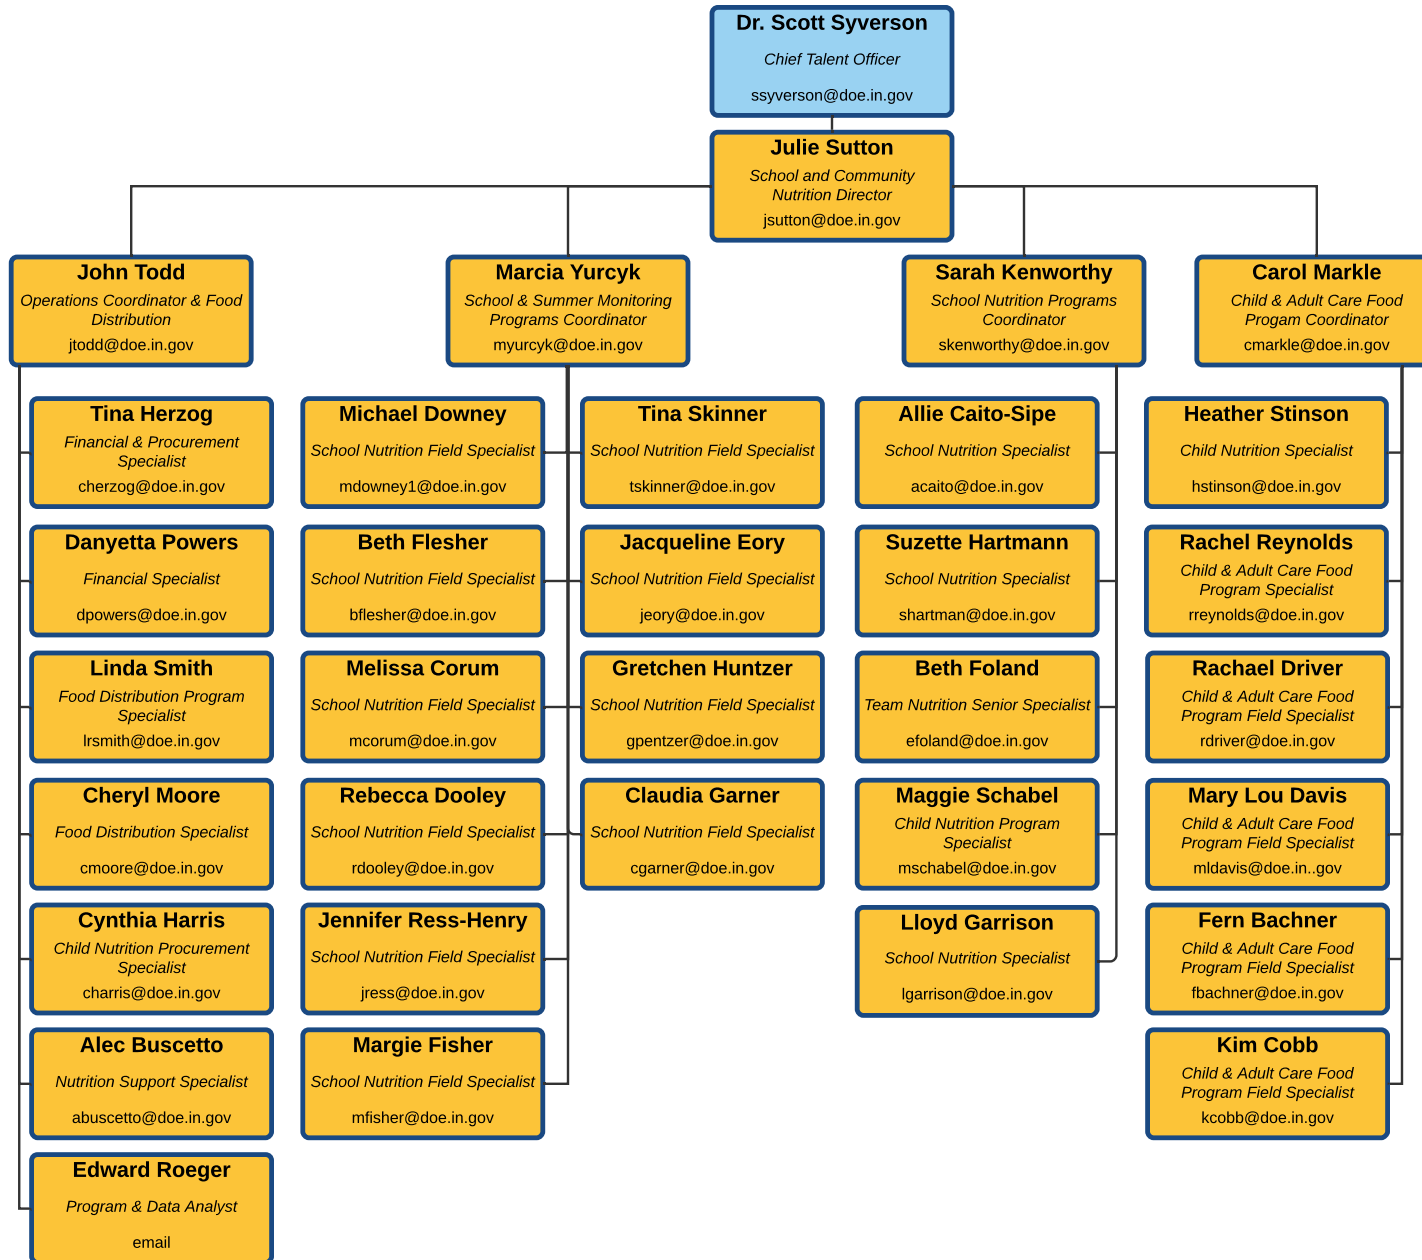 Dr. Scott Syverson
Chief Talent Officer
ssyverson@doe.in.gov
Julie Sutton
School and Community
Nutrition Director
jsutton@doe.in.gov
John Todd
Operations Coordinator & Food
Distribution
jtodd@doe.in.gov
Marcia Yurcyk
School & Summer Monitoring
Programs Coordinator
myurcyk@doe.in.gov
Sarah Kenworthy
School Nutrition Programs
Coordinator
skenworthy@doe.in.gov
Carol Markle
Child & Adult Care Food
Progam Coordinator
cmarkle@doe.in.gov
Tina Herzog
Financial & Procurement
Specialist
cherzog@doe.in.gov
Danyetta Powers
Financial Specialist
dpowers@doe.in.gov
Linda Smith
Food Distribution Program
Specialist
lrsmith@doe.in.gov
Cheryl Moore
Food Distribution Specialist
cmoore@doe.in.gov
Cynthia Harris
Child Nutrition Procurement
Specialist
charris@doe.in.gov
Alec Buscetto
Nutrition Support Specialist
abuscetto@doe.in.gov
Edward Roeger
Program & Data Analyst
email
Michael Downey
School Nutrition Field Specialist
mdowney1@doe.in.gov
Beth Flesher
School Nutrition Field Specialist
bflesher@doe.in.gov
Melissa Corum
School Nutrition Field Specialist
mcorum@doe.in.gov
Rebecca Dooley
School Nutrition Field Specialist
rdooley@doe.in.gov
Jennifer Ress-Henry
School Nutrition Field Specialist
jress@doe.in.gov
Margie Fisher
School Nutrition Field Specialist
mfisher@doe.in.gov
Tina Skinner
School Nutrition Field Specialist
tskinner@doe.in.gov
Jacqueline Eory
School Nutrition Field Specialist
jeory@doe.in.gov
Gretchen Huntzer
School Nutrition Field Specialist
gpentzer@doe.in.gov
Claudia Garner
School Nutrition Field Specialist
cgarner@doe.in.gov
Allie Caito-Sipe
School Nutrition Specialist
acaito@doe.in.gov
Suzette Hartmann
School Nutrition Specialist
shartman@doe.in.gov
Beth Foland
Team Nutrition Senior Specialist
efoland@doe.in.gov
Maggie Schabel
Child Nutrition Program
Specialist
mschabel@doe.in.gov
Lloyd Garrison
School Nutrition Specialist
lgarrison@doe.in.gov
Heather Stinson
Child Nutrition Specialist
hstinson@doe.in.gov
Rachel Reynolds
Child & Adult Care Food
Program Specialist
rreynolds@doe.in.gov
Rachael Driver
Child & Adult Care Food
Program Field Specialist
rdriver@doe.in.gov
Mary Lou Davis
Child & Adult Care Food
Program Field Specialist
mldavis@doe.in..gov
Fern Bachner
Child & Adult Care Food
Program Field Specialist
fbachner@doe.in.gov
Kim Cobb
Child & Adult Care Food
Program Field Specialist
kcobb@doe.in.gov